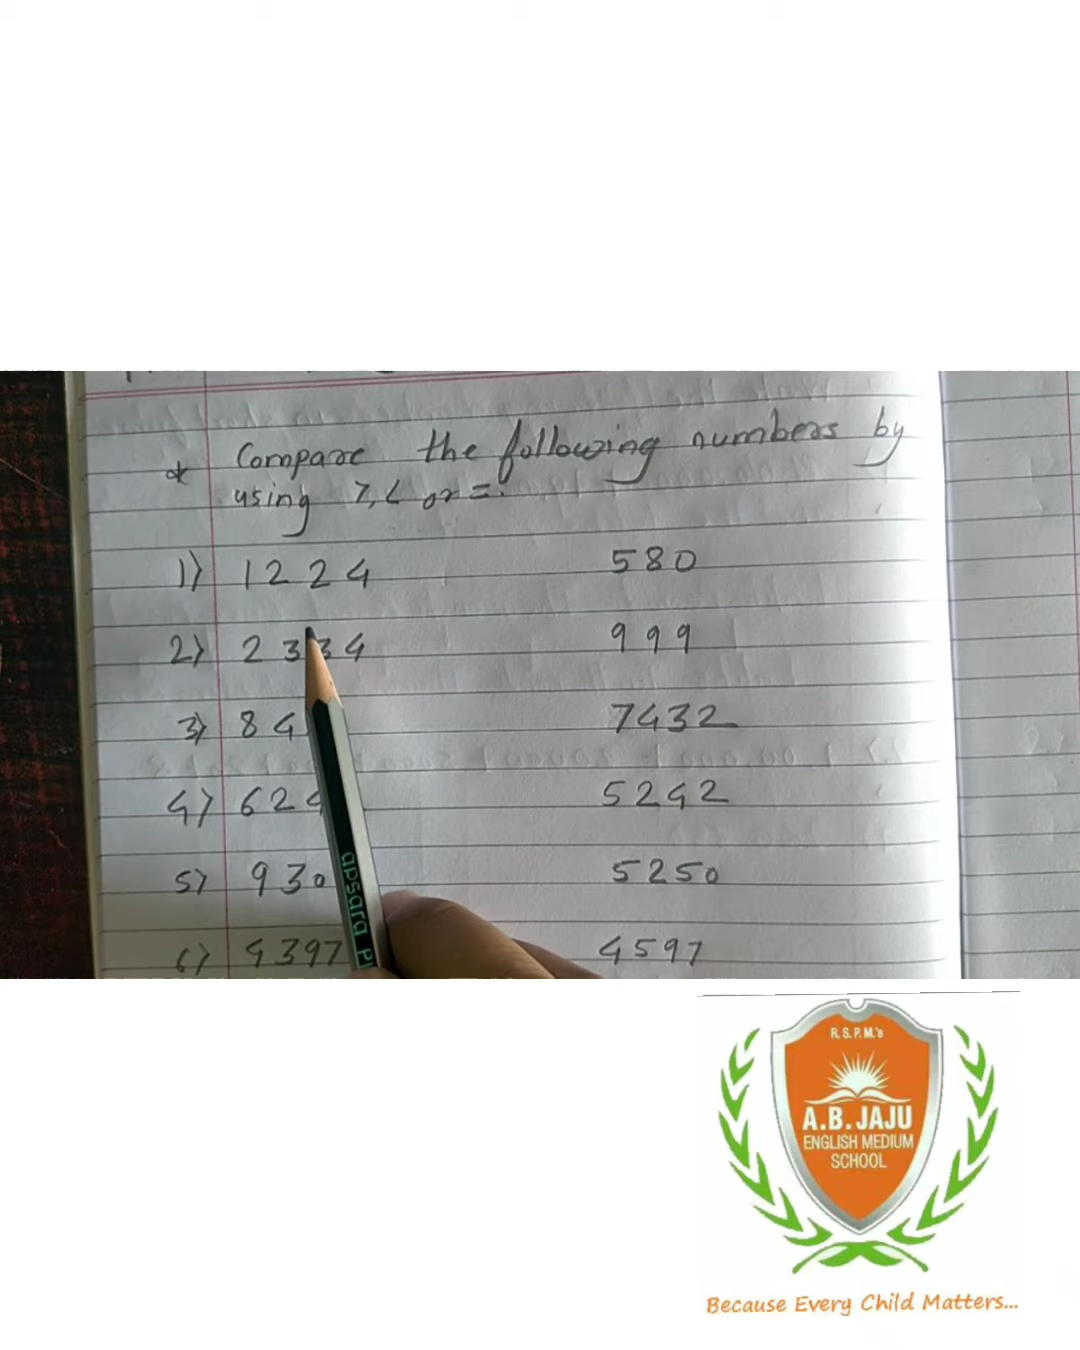 * Compare the following numbers by
using >, < or =.
1) 1224 580
2) 2334 999
3) 84 7432
4) 624 5242
5) 930 5250
6) 4397 4597
apsara Pl
R.S.P.M.'s
A.B. JAJU
ENGLISH MEDIUM
SCHOOL
Because Every Child Matters...